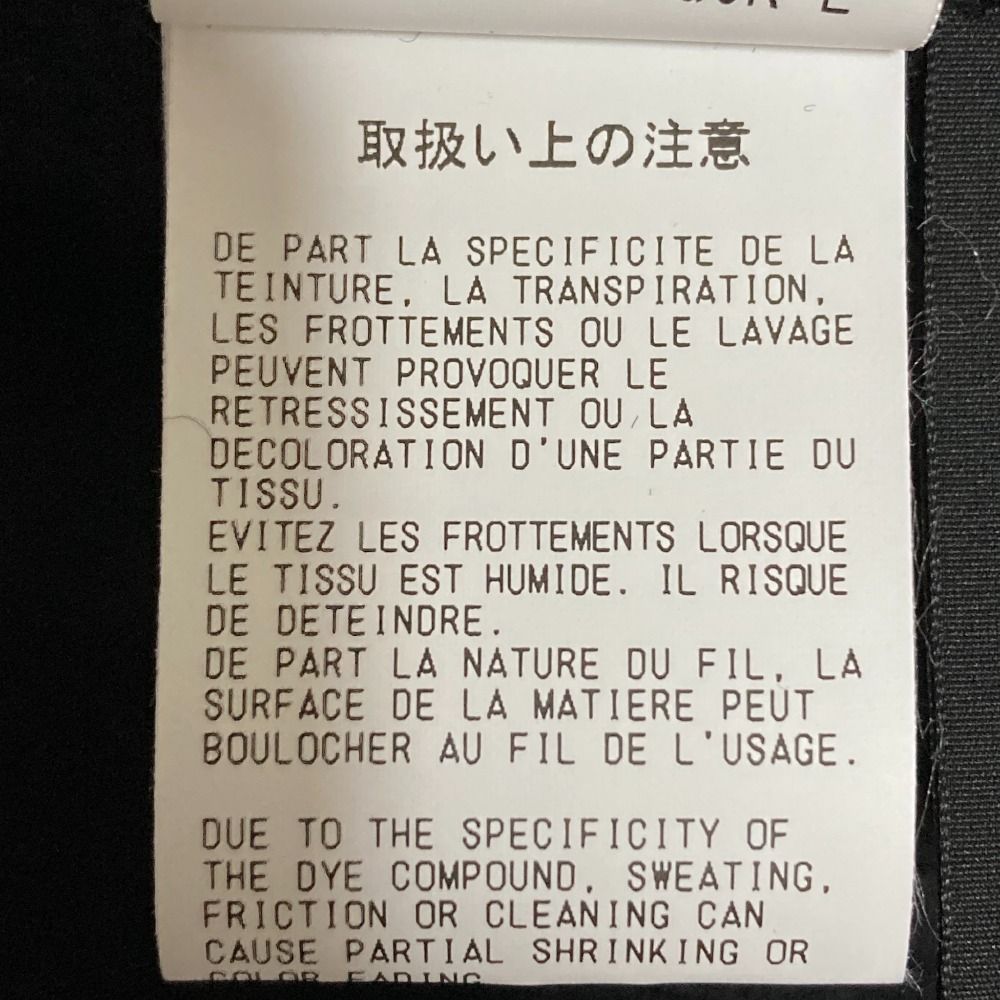 取扱い上の注意
DE PART LA SPECIFICITE DE LA
TEINTURE, LA TRANSPIRATION,
LES FROTTEMENTS OU LE LAVAGE
PEUVENT PROVOQUER LE
RETRESSISSEMENT OU LA
DECOLORATION D'UNE PARTIE DU
TISSU.
EVITEZ LES FROTTEMENTS LORSQUE
LE TISSU EST HUMIDE. IL RISQUE
DE DETEINDRE.
DE PART LA NATURE DU FIL, LA
SURFACE DE LA MATIERE PEUT
BOULOCHER AU FIL DE L'USAGE.
DUE TO THE SPECIFICITY OF
THE DYE COMPOUND, SWEATING,
FRICTION OR CLEANING CAN
CAUSE PARTIAL SHRINKING OR
COLOR FADING